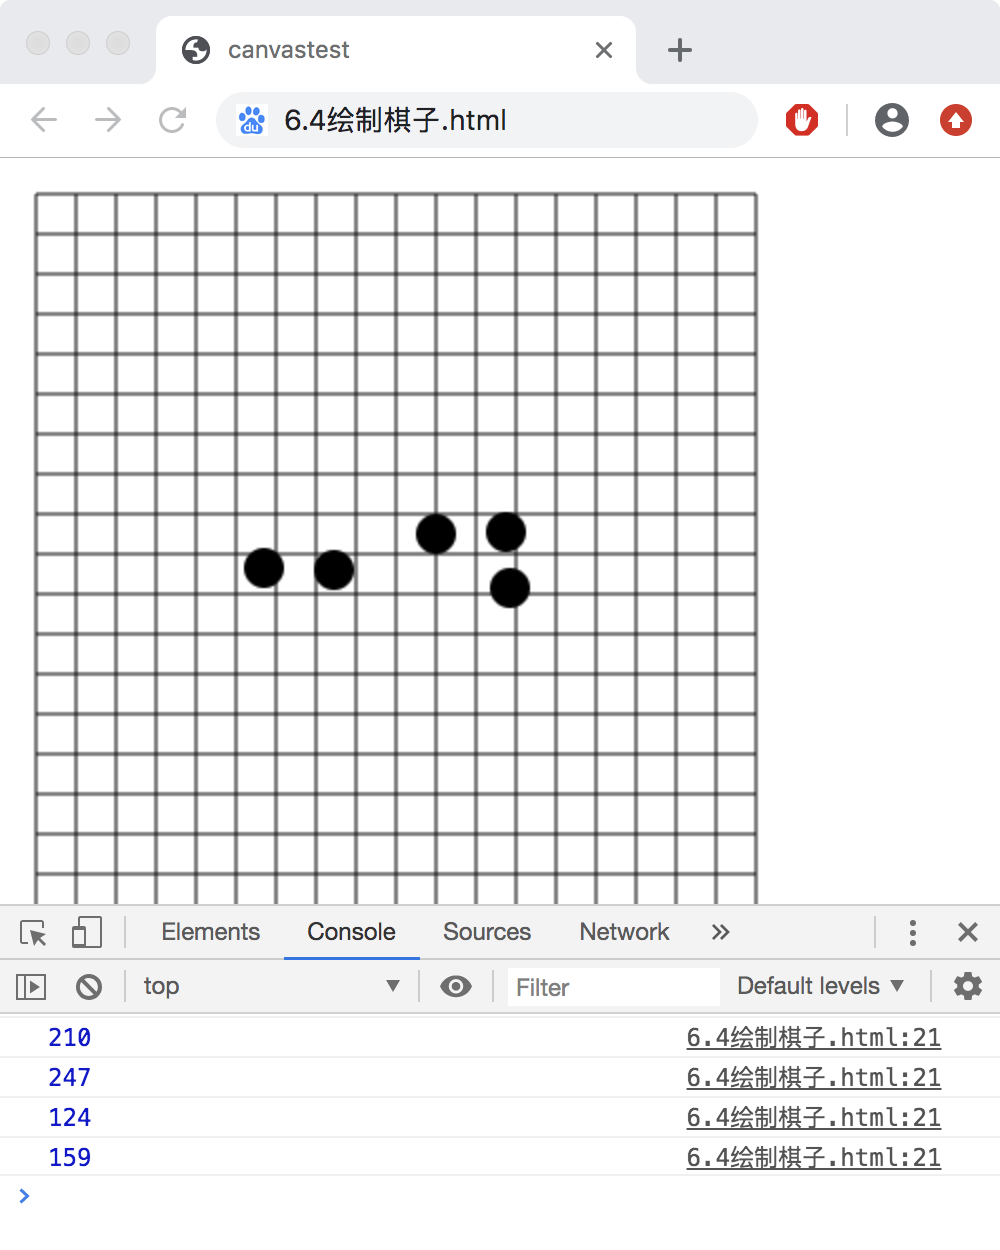 canvastest
du 6.4绘制棋子.html
Elements Console Sources Network
top Filter Default levels
210 6.4绘制棋子.html:21
247 6.4绘制棋子.html:21
124 6.4绘制棋子.html:21
159 6.4绘制棋子.html:21